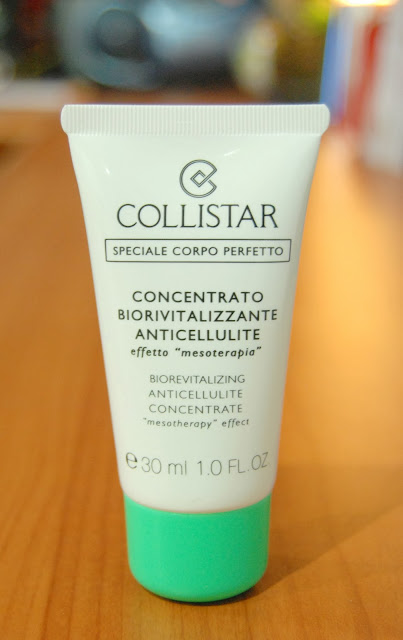 COLLISTAR
SPECIALE CORPO PERFETTO
CONCENTRATO
BIORIVITALIZZANTE
ANTICELLULITE
effetto "mesoterapia"
BIOREVITALIZING
ANTICELLULITE
CONCENTRATE
"mesotherapy" effect
℮30 ml 1.0 FL.OZ.